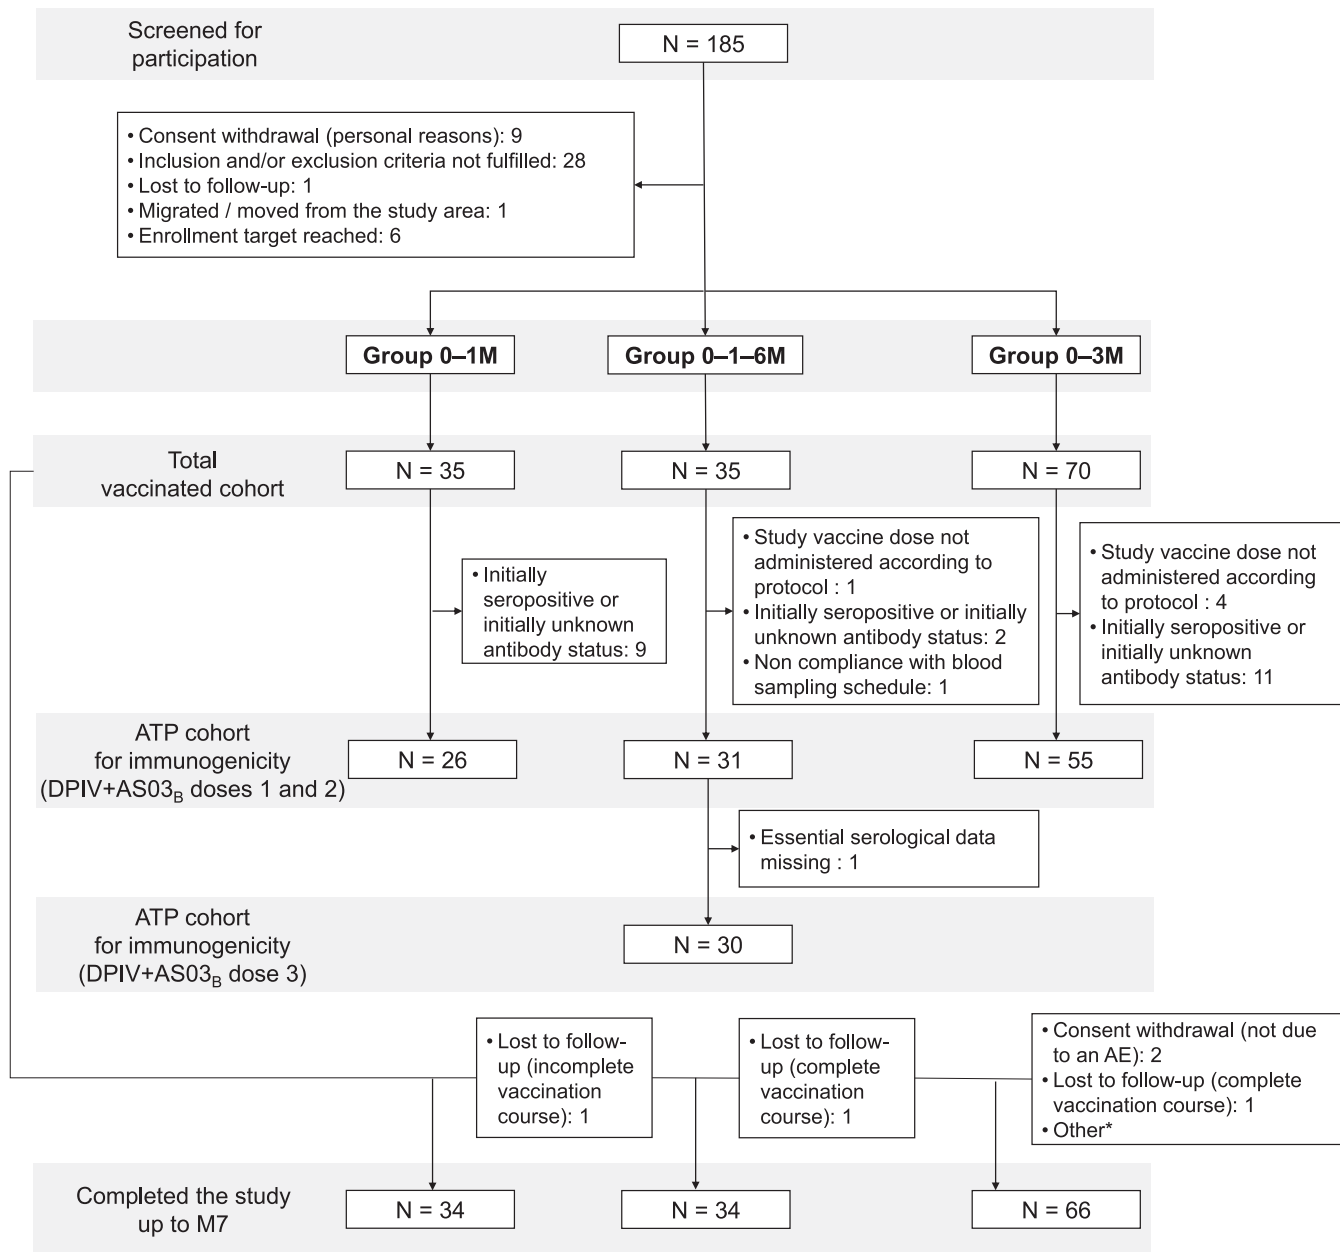 Screened for
participation
N = 185
• Consent withdrawal (personal reasons): 9
• Inclusion and/or exclusion criteria not fulfilled: 28
• Lost to follow-up: 1
• Migrated / moved from the study area: 1
• Enrollment target reached: 6
Group 0–1M
Group 0–1–6M
Group 0–3M
Total
vaccinated cohort
N = 35
N = 35
N = 70
• Initially
seropositive or
initially unknown
antibody status: 9
• Study vaccine dose not
administered according to
protocol : 1
• Initially seropositive or initially
unknown antibody status: 2
• Non compliance with blood
sampling schedule: 1
• Study vaccine dose not
administered according
to protocol : 4
• Initially seropositive or
initially unknown
antibody status: 11
ATP cohort
for immunogenicity
(DPIV+AS03B doses 1 and 2)
N = 26
N = 31
N = 55
• Essential serological data
missing : 1
ATP cohort
for immunogenicity
(DPIV+AS03B dose 3)
N = 30
• Lost to follow-
up (incomplete
vaccination
course): 1
• Lost to follow-
up (complete
vaccination
course): 1
• Consent withdrawal (not due
to an AE): 2
• Lost to follow-up (complete
vaccination course): 1
• Other*
Completed the study
up to M7
N = 34
N = 34
N = 66